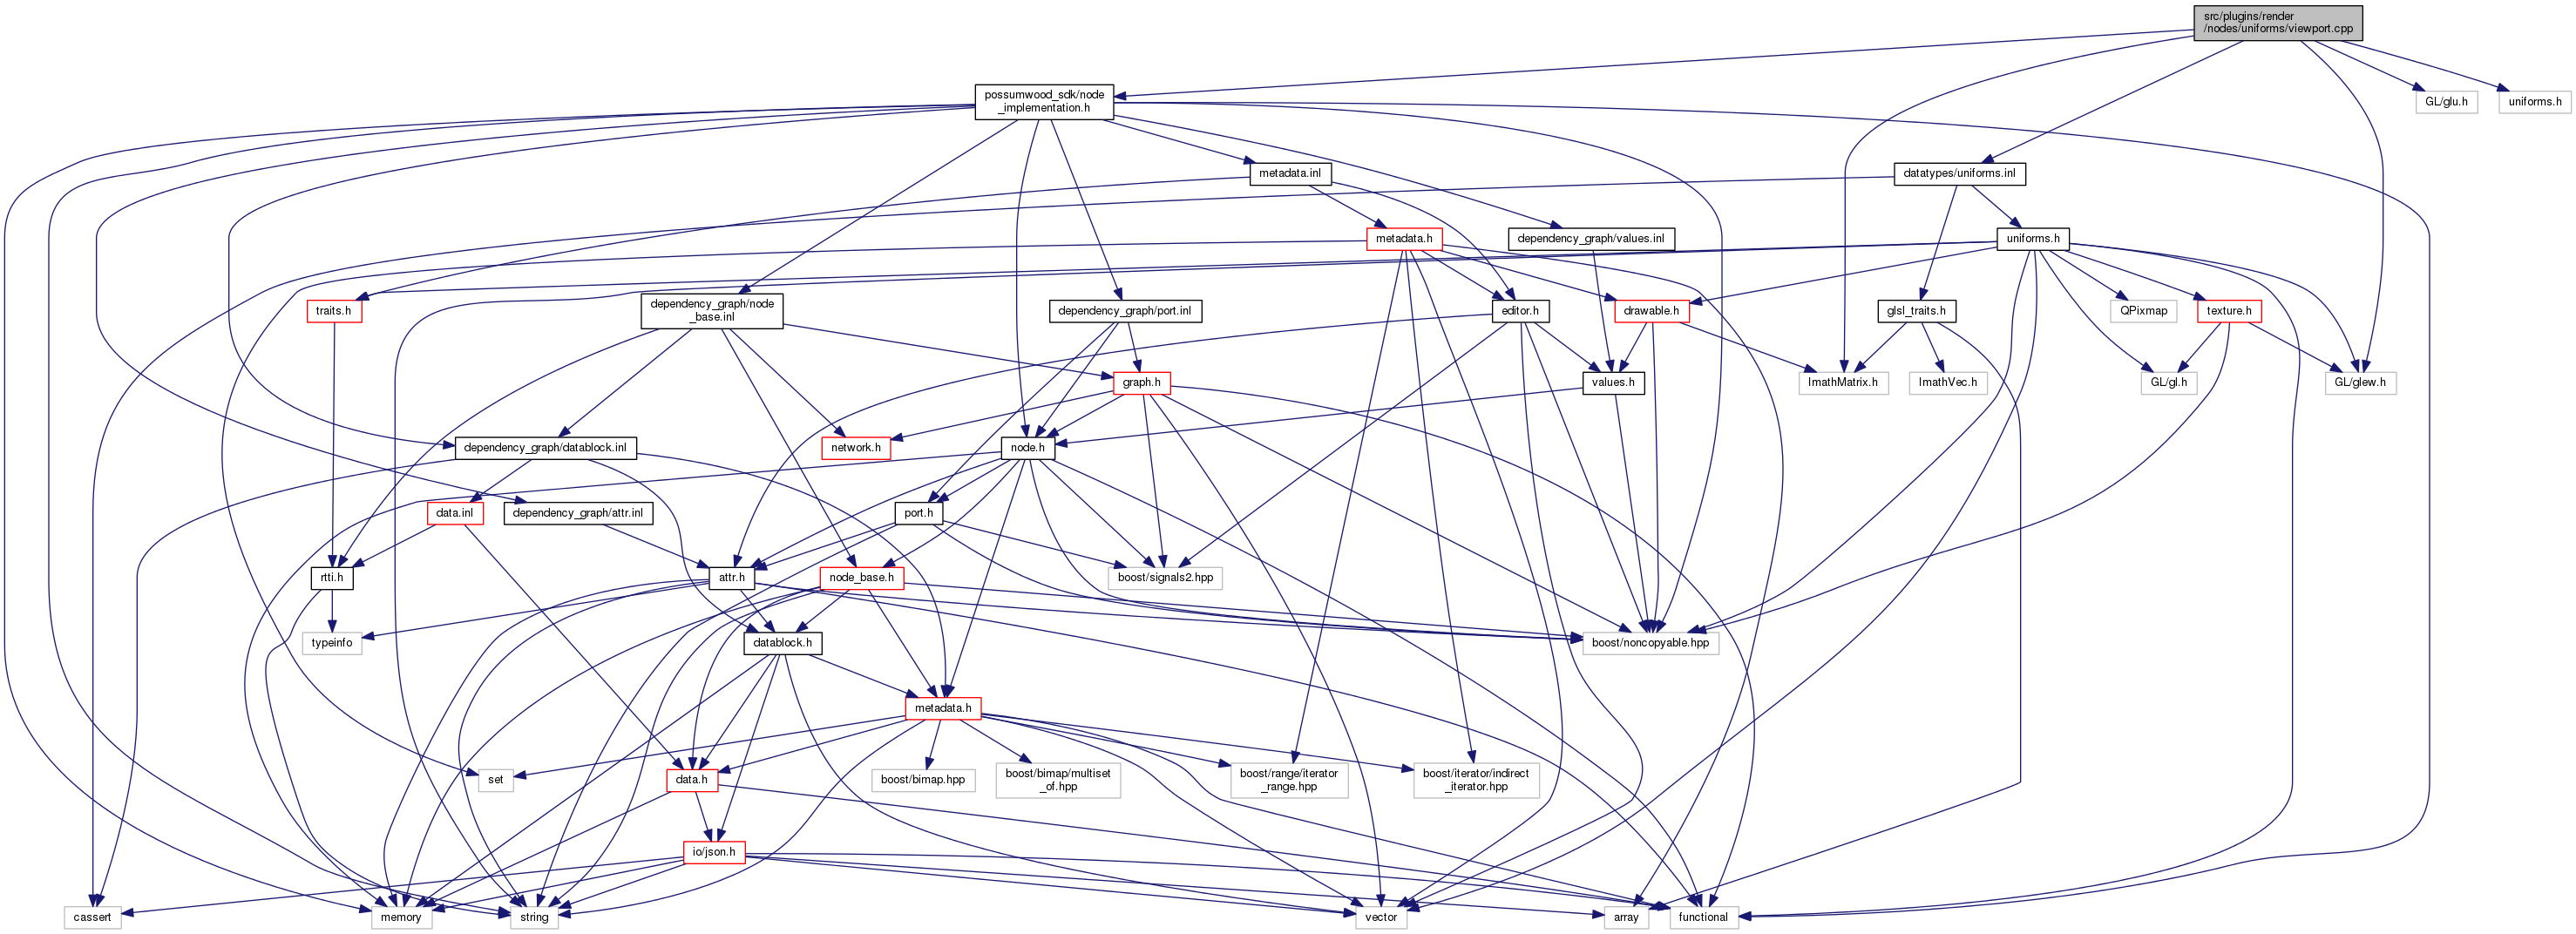 src/plugins/render
/nodes/uniforms/viewport.cpp
possumwood_sdk/node
_implementation.h
GL/glu.h
uniforms.h
metadata.inl
datatypes/uniforms.inl
metadata.h
dependency_graph/values.inl
uniforms.h
traits.h
dependency_graph/node
_base.inl
dependency_graph/port.inl
editor.h
drawable.h
glsl_traits.h
QPixmap
texture.h
graph.h
values.h
ImathMatrix.h
ImathVec.h
GL/gl.h
GL/glew.h
dependency_graph/datablock.inl
network.h
node.h
data.inl
dependency_graph/attr.inl
port.h
rtti.h
attr.h
node_base.h
boost/signals2.hpp
typeinfo
datablock.h
boost/noncopyable.hpp
metadata.h
set
data.h
boost/bimap.hpp
boost/bimap/multiset
_of.hpp
boost/range/iterator
_range.hpp
boost/iterator/indirect
_iterator.hpp
io/json.h
cassert
memory
string
vector
array
functional